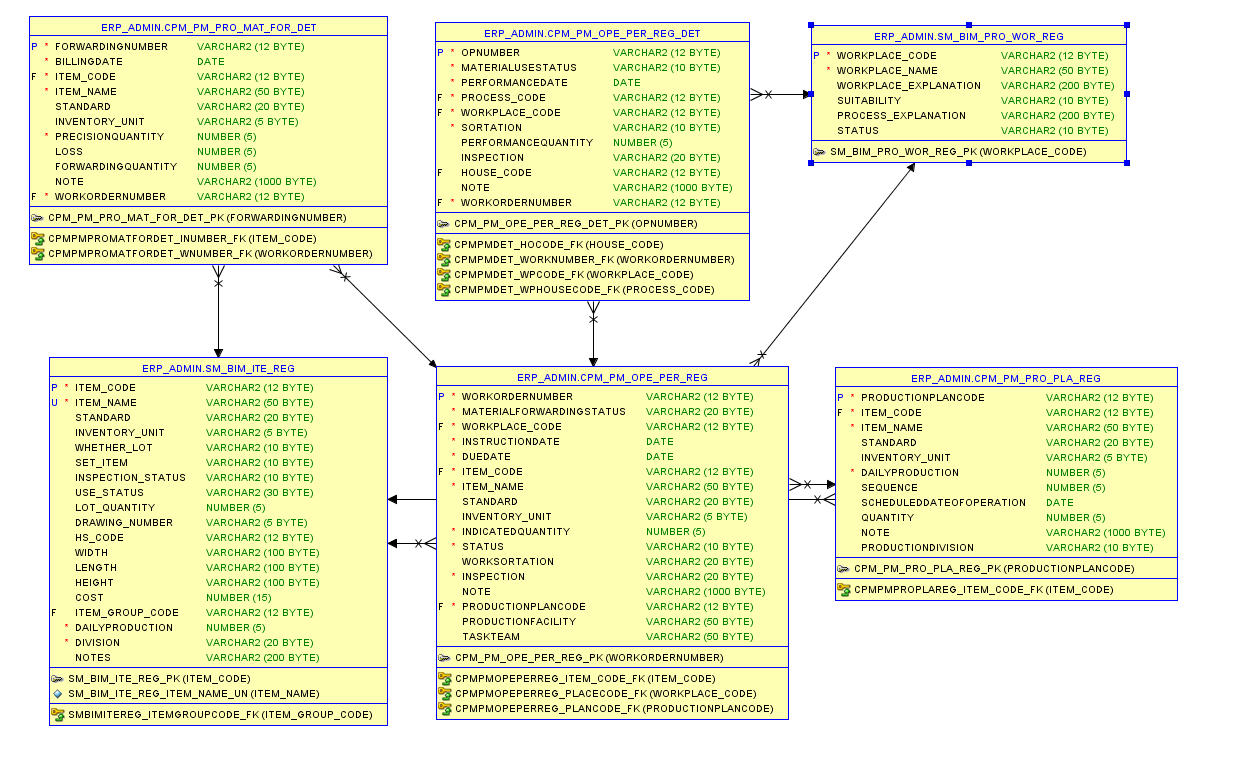 ERP_ADMIN.CPM_PM_PRO_MAT_FOR_DET
P * FORWARDINGNUMBER VARCHAR2 (12 BYTE)
* BILLINGDATE DATE
F * ITEM_CODE VARCHAR2 (12 BYTE)
* ITEM_NAME VARCHAR2 (50 BYTE)
STANDARD VARCHAR2 (20 BYTE)
INVENTORY_UNIT VARCHAR2 (5 BYTE)
* PRECISIONQUANTITY NUMBER (5)
LOSS NUMBER (5)
FORWARDINGQUANTITY NUMBER (5)
NOTE VARCHAR2 (1000 BYTE)
F * WORKORDERNUMBER VARCHAR2 (12 BYTE)
CPM_PM_PRO_MAT_FOR_DET_PK (FORWARDINGNUMBER)
CPMPMPROMATFORDET_INUMBER_FK (ITEM_CODE)
CPMPMPROMATFORDET_WNUMBER_FK (WORKORDERNUMBER)
ERP_ADMIN.CPM_PM_OPE_PER_REG_DET
P * OPNUMBER VARCHAR2 (12 BYTE)
* MATERIALUSESTATUS VARCHAR2 (10 BYTE)
* PERFORMANCEDATE DATE
F * PROCESS_CODE VARCHAR2 (12 BYTE)
F * WORKPLACE_CODE VARCHAR2 (12 BYTE)
* SORTATION VARCHAR2 (10 BYTE)
PERFORMANCEQUANTITY NUMBER (5)
INSPECTION VARCHAR2 (20 BYTE)
F HOUSE_CODE VARCHAR2 (12 BYTE)
NOTE VARCHAR2 (1000 BYTE)
F * WORKORDERNUMBER VARCHAR2 (12 BYTE)
CPM_PM_OPE_PER_REG_DET_PK (OPNUMBER)
CPMPMDET_HOCODE_FK (HOUSE_CODE)
CPMPMDET_WORKNUMBER_FK (WORKORDERNUMBER)
CPMPMDET_WPCODE_FK (WORKPLACE_CODE)
CPMPMDET_WPHOUSECODE_FK (PROCESS_CODE)
ERP_ADMIN.SM_BIM_PRO_WOR_REG
P * WORKPLACE_CODE VARCHAR2 (12 BYTE)
* WORKPLACE_NAME VARCHAR2 (50 BYTE)
WORKPLACE_EXPLANATION VARCHAR2 (200 BYTE)
SUITABILITY VARCHAR2 (10 BYTE)
PROCESS_EXPLANATION VARCHAR2 (200 BYTE)
STATUS VARCHAR2 (10 BYTE)
SM_BIM_PRO_WOR_REG_PK (WORKPLACE_CODE)
ERP_ADMIN.SM_BIM_ITE_REG
P * ITEM_CODE VARCHAR2 (12 BYTE)
U * ITEM_NAME VARCHAR2 (50 BYTE)
STANDARD VARCHAR2 (20 BYTE)
INVENTORY_UNIT VARCHAR2 (5 BYTE)
WHETHER_LOT VARCHAR2 (10 BYTE)
SET_ITEM VARCHAR2 (10 BYTE)
INSPECTION_STATUS VARCHAR2 (10 BYTE)
USE_STATUS VARCHAR2 (30 BYTE)
LOT_QUANTITY NUMBER (5)
DRAWING_NUMBER VARCHAR2 (5 BYTE)
HS_CODE VARCHAR2 (12 BYTE)
WIDTH VARCHAR2 (100 BYTE)
LENGTH VARCHAR2 (100 BYTE)
HEIGHT VARCHAR2 (100 BYTE)
COST NUMBER (15)
F ITEM_GROUP_CODE VARCHAR2 (12 BYTE)
* DAILYPRODUCTION NUMBER (5)
* DIVISION VARCHAR2 (20 BYTE)
NOTES VARCHAR2 (200 BYTE)
SM_BIM_ITE_REG_PK (ITEM_CODE)
SM_BIM_ITE_REG_ITEM_NAME_UN (ITEM_NAME)
SMBIMITEREG_ITEMGROUPCODE_FK (ITEM_GROUP_CODE)
ERP_ADMIN.CPM_PM_OPE_PER_REG
P * WORKORDERNUMBER VARCHAR2 (12 BYTE)
* MATERIALFORWARDINGSTATUS VARCHAR2 (20 BYTE)
F * WORKPLACE_CODE VARCHAR2 (12 BYTE)
* INSTRUCTIONDATE DATE
* DUEDATE DATE
F * ITEM_CODE VARCHAR2 (12 BYTE)
* ITEM_NAME VARCHAR2 (50 BYTE)
STANDARD VARCHAR2 (20 BYTE)
INVENTORY_UNIT VARCHAR2 (5 BYTE)
* INDICATEDQUANTITY NUMBER (5)
* STATUS VARCHAR2 (10 BYTE)
WORKSORTATION VARCHAR2 (20 BYTE)
* INSPECTION VARCHAR2 (20 BYTE)
NOTE VARCHAR2 (1000 BYTE)
F * PRODUCTIONPLANCODE VARCHAR2 (12 BYTE)
PRODUCTIONFACILITY VARCHAR2 (50 BYTE)
TASKTEAM VARCHAR2 (50 BYTE)
CPM_PM_OPE_PER_REG_PK (WORKORDERNUMBER)
CPMPMOPEPERREG_ITEM_CODE_FK (ITEM_CODE)
CPMPMOPEPERREG_PLACECODE_FK (WORKPLACE_CODE)
CPMPMOPEPERREG_PLANCODE_FK (PRODUCTIONPLANCODE)
ERP_ADMIN.CPM_PM_PRO_PLA_REG
P * PRODUCTIONPLANCODE VARCHAR2 (12 BYTE)
F * ITEM_CODE VARCHAR2 (12 BYTE)
* ITEM_NAME VARCHAR2 (50 BYTE)
STANDARD VARCHAR2 (20 BYTE)
INVENTORY_UNIT VARCHAR2 (5 BYTE)
* DAILYPRODUCTION NUMBER (5)
SEQUENCE NUMBER (5)
SCHEDULEDDATEOFOPERATION DATE
QUANTITY NUMBER (5)
NOTE VARCHAR2 (1000 BYTE)
PRODUCTIONDIVISION VARCHAR2 (10 BYTE)
CPM_PM_PRO_PLA_REG_PK (PRODUCTIONPLANCODE)
CPMPMPROPLAREG_ITEM_CODE_FK (ITEM_CODE)